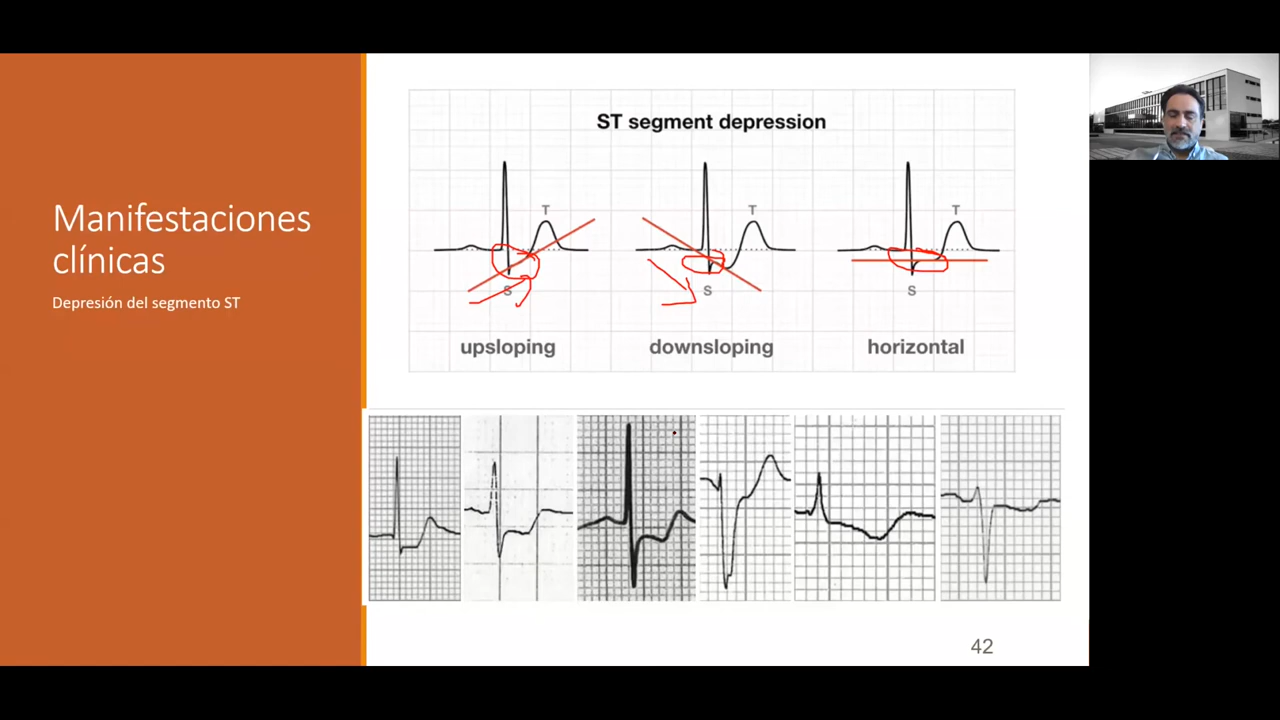 Manifestaciones
clínicas
Depresión del segmento ST
ST segment depression
T
T
T
S
S
S
upsloping
downsloping
horizontal
42